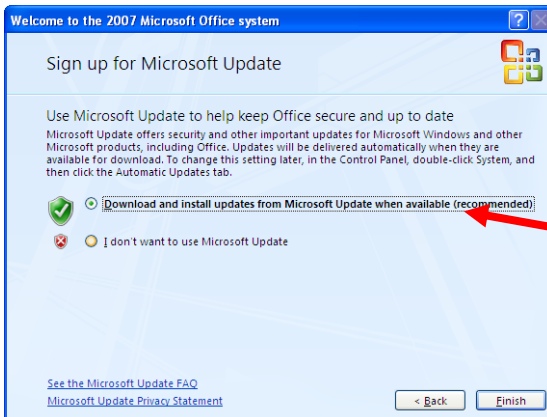 Welcome to the 2007 Microsoft Office system
Sign up for Microsoft Update
Use Microsoft Update to help keep Office secure and up to date
Microsoft Update offers security and other important updates for Microsoft Windows and other
Microsoft products, including Office. Updates will be delivered automatically when they are
available for download. To change this setting later, in the Control Panel, double-click System, and
then click the Automatic Updates tab.
Download and install updates from Microsoft Update when available (recommended)
I don't want to use Microsoft Update
See the Microsoft Update FAQ
Microsoft Update Privacy Statement
< Back
Finish